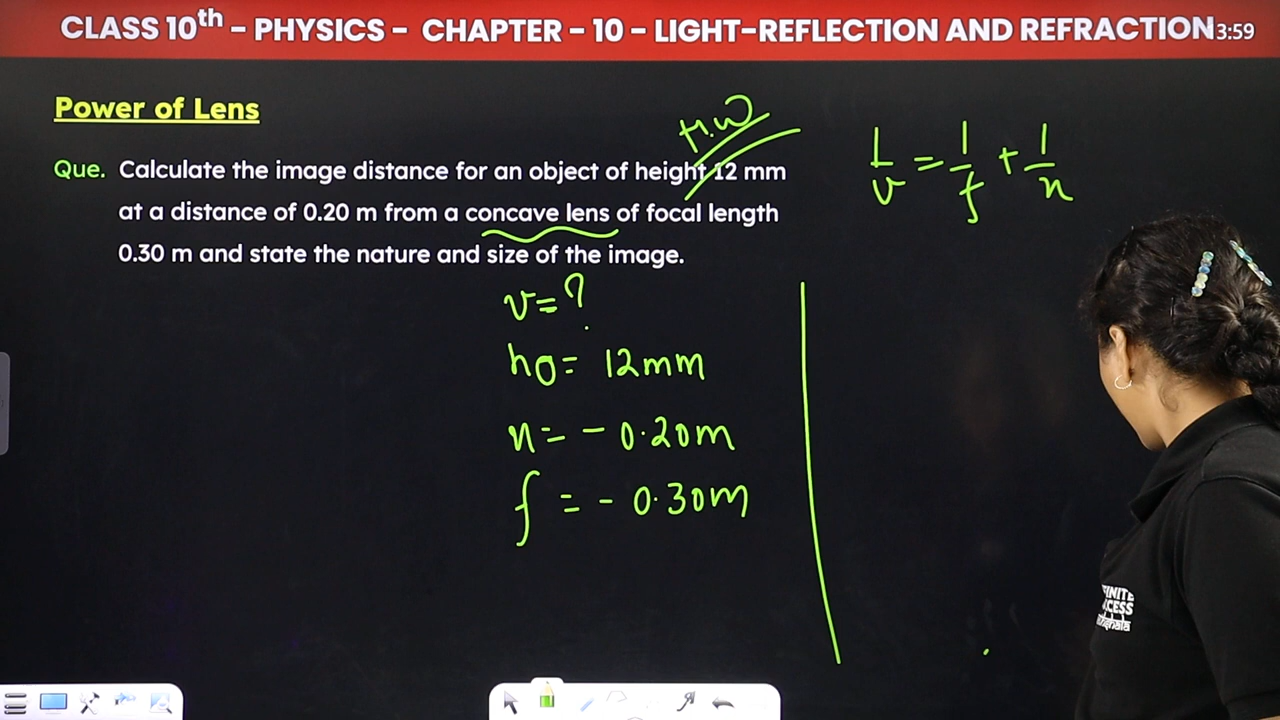 CLASS 10th – PHYSICS – CHAPTER – 10 – LIGHT-REFLECTION AND REFRACTION
3:59
Power of Lens
H.W
Que. Calculate the image distance for an object of height 12 mm
at a distance of 0.20 m from a concave lens of focal length
0.30 m and state the nature and size of the image.
1/v = 1/f + 1/u
v = ?
ho = 12mm
u = - 0.20m
f = - 0.30m